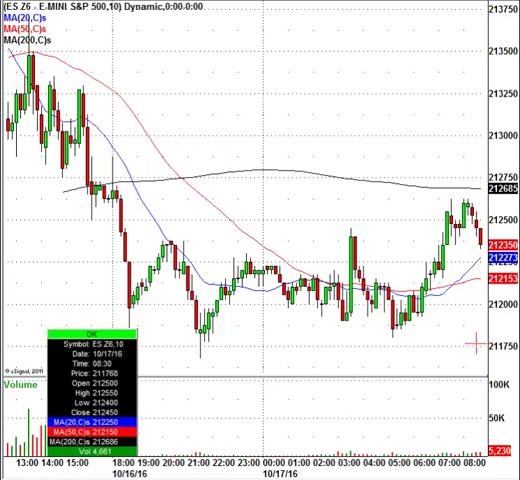 (ES Z6 - E-MINI S&P 500,10) Dynamic,0:00-0:00
MA(20,C)s
MA(50,C)s
MA(200,C)s
213750
213500
213250
213000
212750
212685
212500
212350
212273
212153
212000
211750
© eSignal, 2011
OK
Symbol: ES Z6,10
Date: 10/17/16
Time: 08:30
Price: 211768
Open 212500
High 212550
Low 212400
Close 212450
MA(20,C)s 212250
MA(50,C)s 212150
MA(200,C)s 212686
Vol 4,661
Volume
100K
50K
5,230
13:00 14:00 15:00 18:00 19:00 20:00 21:00 22:00 23:00 00:00 01:00 02:00 03:00 04:00 05:00 06:00 07:00 08:00
10/16/16 10/17/16